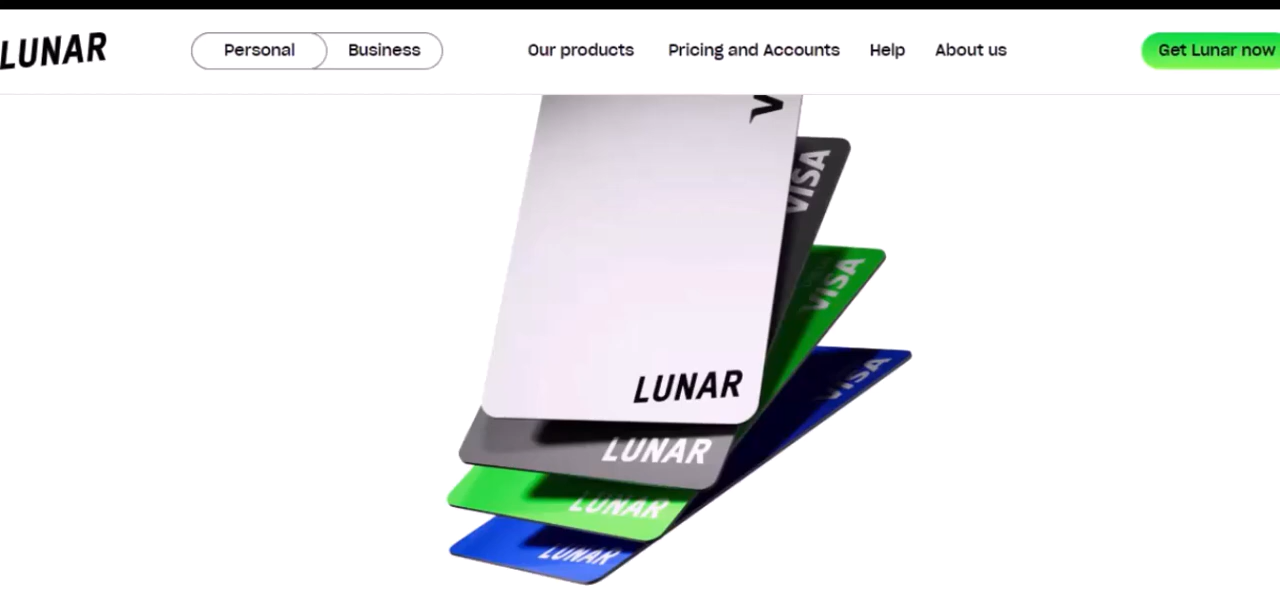 LUNAR
Personal
Business
Our products
Pricing and Accounts
Help
About us
Get Lunar now
VISA
VISA
VISA
LUNAR
LUNAR
LUNAR
LUNAR